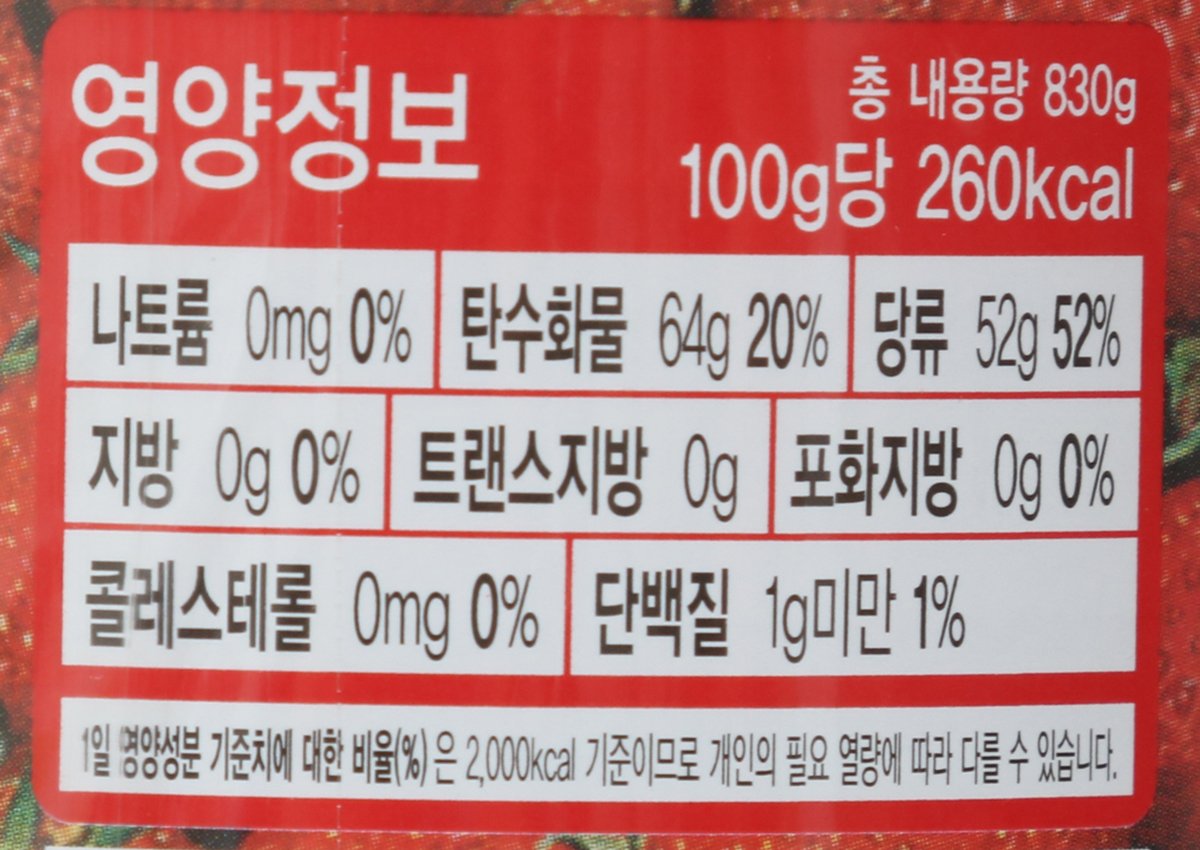 영양정보
총 내용량 830g
100g당 260kcal
나트륨 0mg 0% 탄수화물 64g 20% 당류 52g 52%
지방 0g 0% 트랜스지방 0g 포화지방 0g 0%
콜레스테롤 0mg 0% 단백질 1g미만 1%
1일 영양성분 기준치에 대한 비율(%)은 2,000kcal 기준이므로 개인의 필요 열량에 따라 다를 수 있습니다.